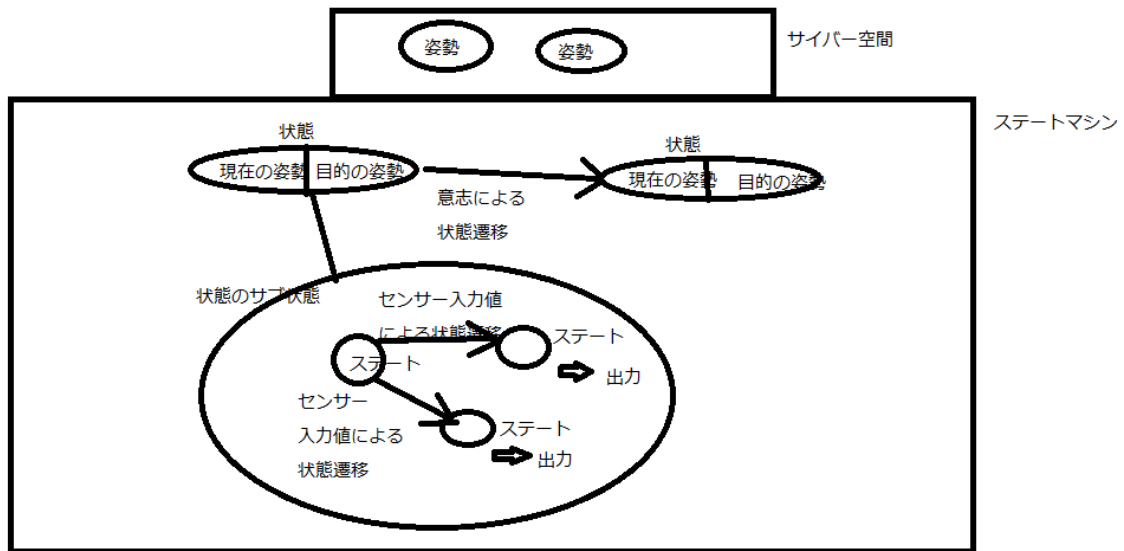 姿勢
姿勢
サイバー空間
ステートマシン
状態
現在の姿勢
目的の姿勢
意志による
状態遷移
状態
現在の姿勢
目的の姿勢
状態のサブ状態
センサー入力値
による状態遷移
ステート
ステート
出力
センサー
入力値による
状態遷移
ステート
出力